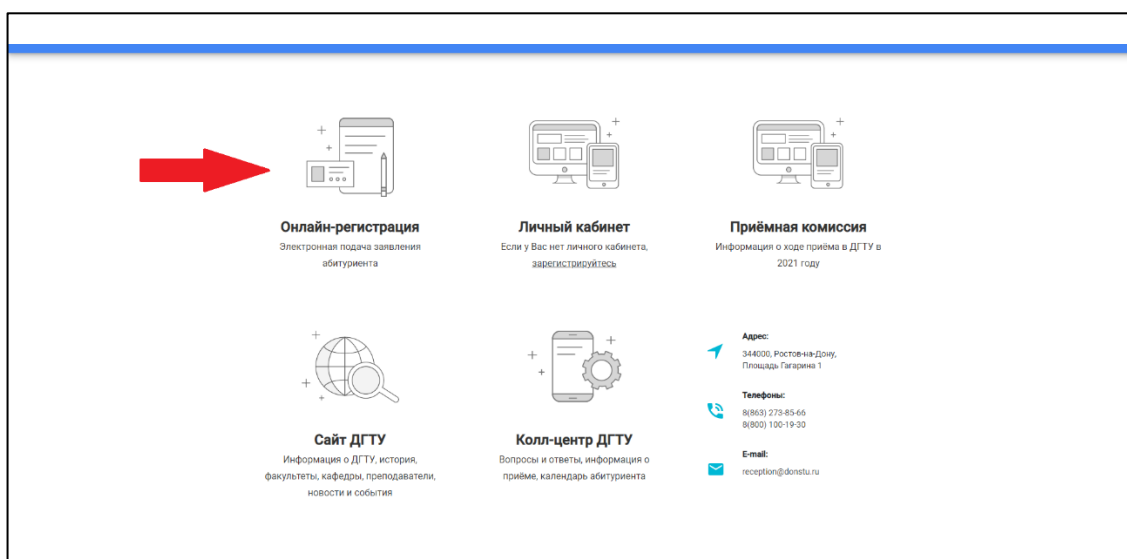 Онлайн-регистрация
Электронная подача заявления
абитуриента
Личный кабинет
Если у Вас нет личного кабинета,
зарегистрируйтесь
Приёмная комиссия
Информация о ходе приёма в ДГТУ в
2021 году
Сайт ДГТУ
Информация о ДГТУ, история,
факультеты, кафедры, преподаватели,
новости и события
Колл-центр ДГТУ
Вопросы и ответы, информация о
приёме, календарь абитуриента
Адрес:
344000, Ростов-на-Дону,
Площадь Гагарина 1
Телефоны:
8(863) 273-85-66
8(800) 100-19-30
E-mail:
reception@donstu.ru